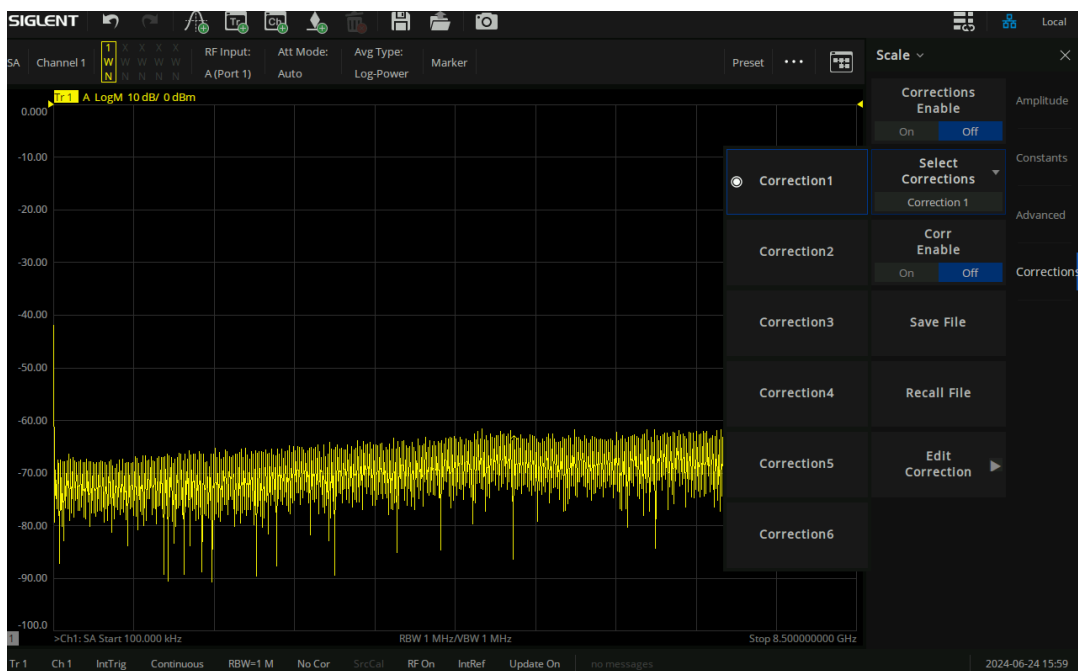 SIGLENT
Tr
Ch
Local
SA
Channel 1
1 X X X X
W W W W W
N N N N N
RF Input:
A (Port 1)
Att Mode:
Auto
Avg Type:
Log-Power
Marker
Preset
Scale
Tr 1 A LogM 10 dB/ 0 dBm
0.000
-10.00
-20.00
-30.00
-40.00
-50.00
-60.00
-70.00
-80.00
-90.00
-100.0
Correction1
Correction2
Correction3
Correction4
Correction5
Correction6
Corrections
Enable
On Off
Select
Corrections
Correction 1
Corr
Enable
On Off
Save File
Recall File
Edit
Correction
Amplitude
Constants
Advanced
Corrections
1
>Ch1: SA Start 100.000 kHz
RBW 1 MHz/VBW 1 MHz
Stop 8.500000000 GHz
Tr 1 Ch 1 IntTrig Continuous RBW=1 M No Cor SrcCal RF On IntRef Update On no messages 2024-06-24 15:59